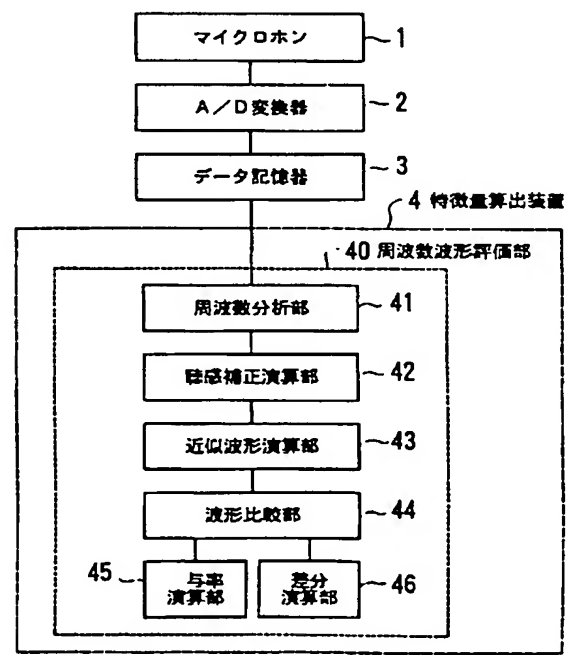 マイクロホン 1
A/D変換器 2
データ記憶器 3
4 特徴量算出装置
40 周波数波形評価部
周波数分析部 41
聴感補正演算部 42
近似波形演算部 43
波形比較部 44
45
与率
演算部
差分
演算部
46